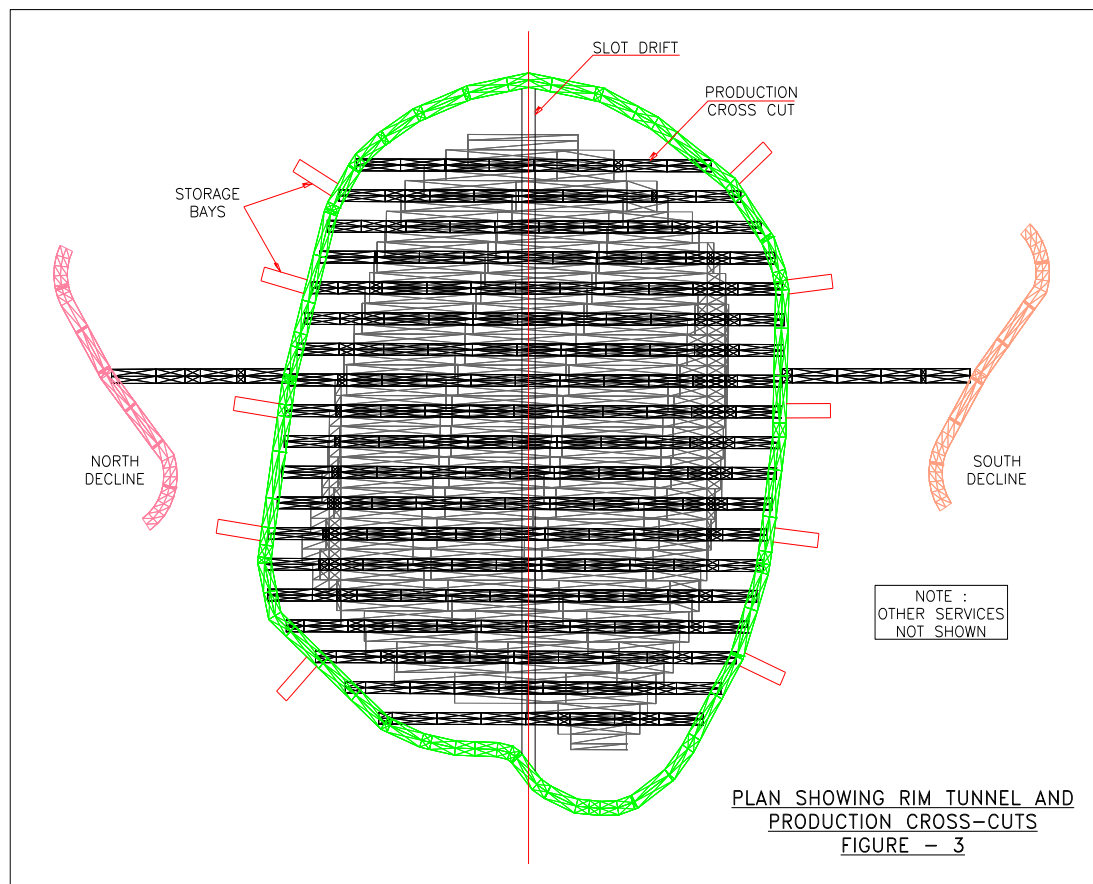 SLOT DRIFT
PRODUCTION
CROSS CUT
STORAGE
BAYS
NORTH
DECLINE
SOUTH
DECLINE
NOTE :
OTHER SERVICES
NOT SHOWN
PLAN SHOWING RIM TUNNEL AND
PRODUCTION CROSS-CUTS
FIGURE - 3